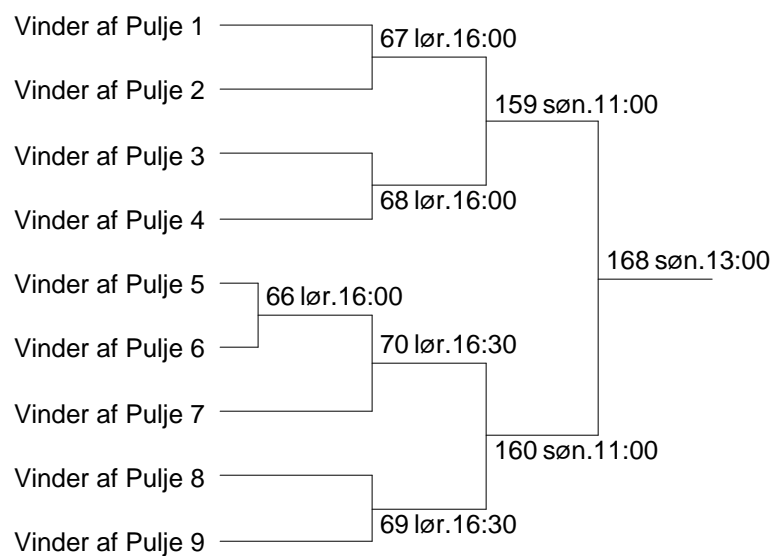 Vinder af Pulje 1
67 lør.16:00
Vinder af Pulje 2
159 søn.11:00
Vinder af Pulje 3
68 lør.16:00
Vinder af Pulje 4
168 søn.13:00
Vinder af Pulje 5
66 lør.16:00
Vinder af Pulje 6
70 lør.16:30
Vinder af Pulje 7
160 søn.11:00
Vinder af Pulje 8
69 lør.16:30
Vinder af Pulje 9